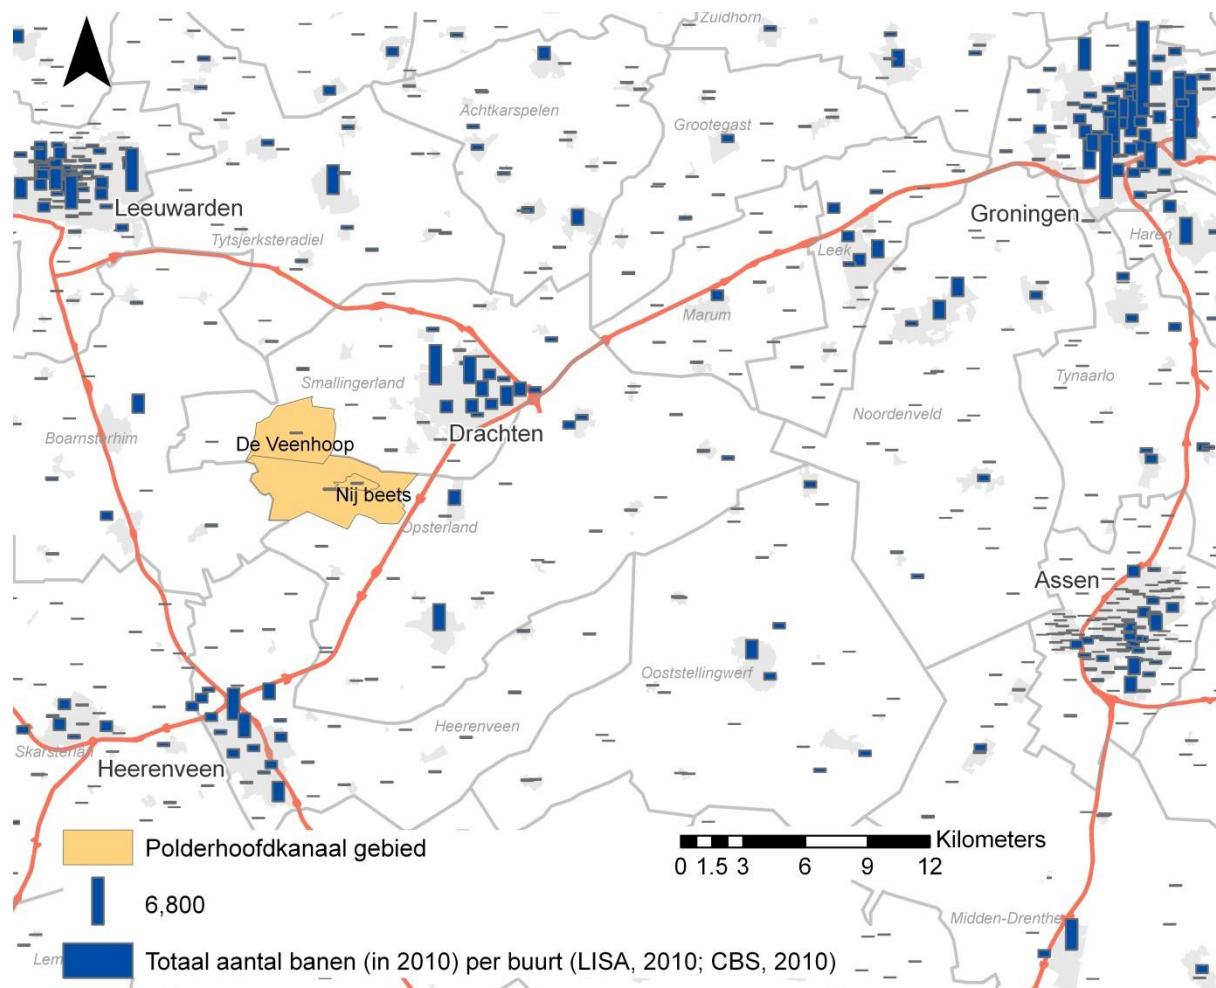 Zuidhorn
Achtkarspelen
Grootegast
Leeuwarden
Groningen
Tytsjerksteradiel
Leek
Haren
Marum
Smallingerland
Tynaarlo
Noordenveld
Drachten
Boarnsterhim
De Veenhoop
Nij beets
Opsterland
Assen
Ooststellingwerf
Heerenveen
Skarsterlan
Heerenveen
Polderhoofdkanaal gebied
Kilometers
0 1.5 3 6 9 12
6,800
Midden-Drenthe
Lem
Totaal aantal banen (in 2010) per buurt (LISA, 2010; CBS, 2010)